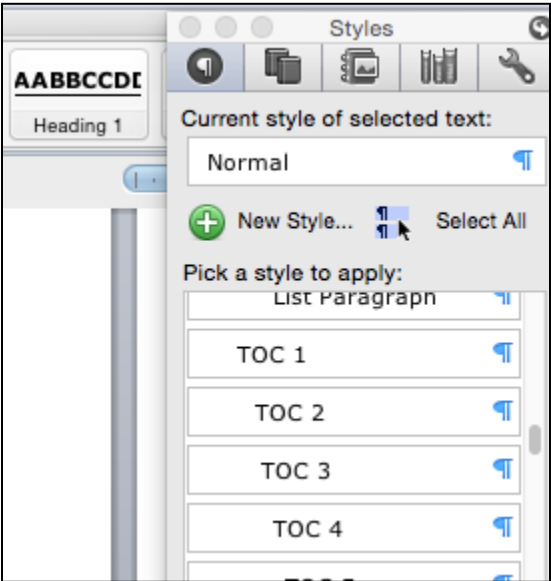 Styles
AABBCCDE
Heading 1
Current style of selected text:
Normal ¶
New Style... Select All
Pick a style to apply:
List Paragraph ¶
TOC 1 ¶
TOC 2 ¶
TOC 3 ¶
TOC 4 ¶